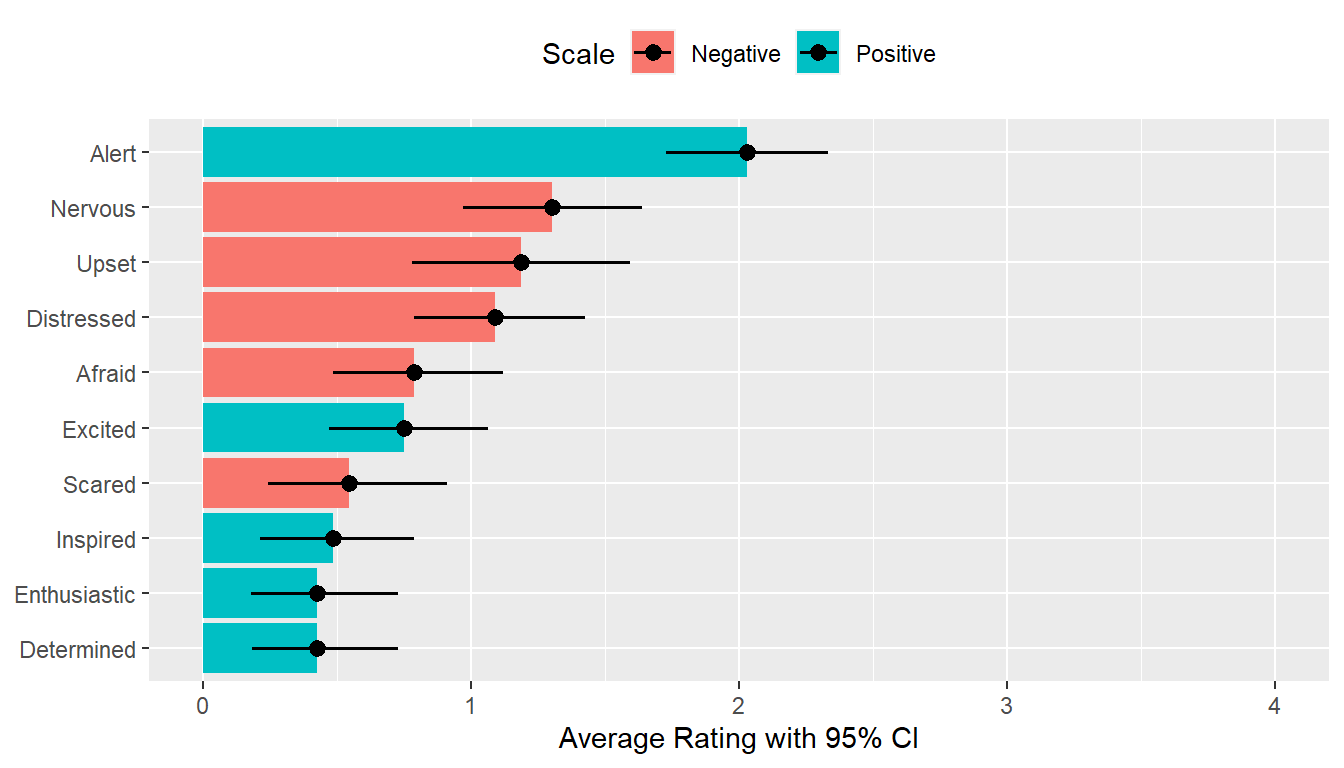 Scale Negative Positive
Alert
Nervous
Upset
Distressed
Afraid
Excited
Scared
Inspired
Enthusiastic
Determined
0 1 2 3 4
Average Rating with 95% CI